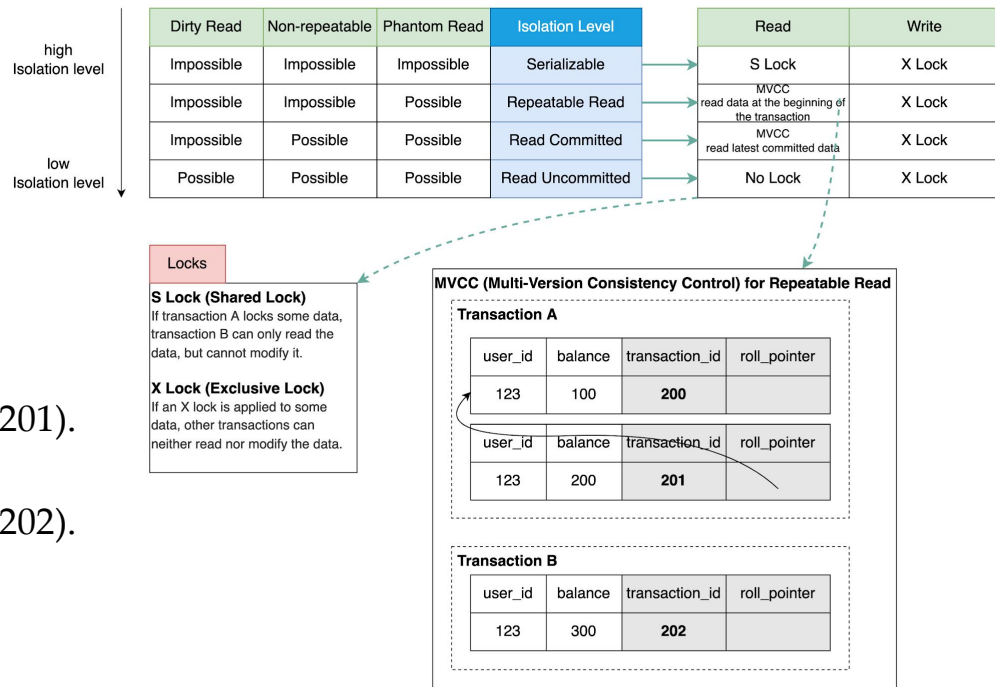 Dirty Read Non-repeatable Phantom Read Isolation Level Read Write
high
Isolation level
Impossible Impossible Impossible Serializable S Lock X Lock
Impossible Impossible Possible Repeatable Read MVCC
read data at the beginning of
the transaction X Lock
Impossible Possible Possible Read Committed MVCC
read latest committed data X Lock
low
Isolation level
Possible Possible Possible Read Uncommitted No Lock X Lock
Locks
S Lock (Shared Lock)
If transaction A locks some data,
transaction B can only read the
data, but cannot modify it.
X Lock (Exclusive Lock)
If an X lock is applied to some
data, other transactions can
neither read nor modify the data.
201).
202).
MVCC (Multi-Version Consistency Control) for Repeatable Read
Transaction A
user_id balance transaction_id roll_pointer
123 100 200
user_id balance transaction_id roll_pointer
123 200 201
Transaction B
user_id balance transaction_id roll_pointer
123 300 202